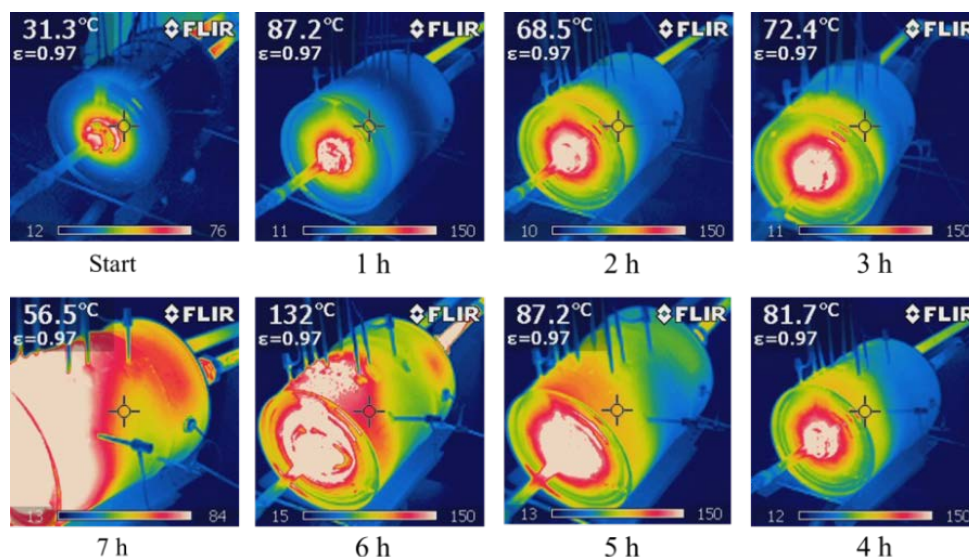 31.3°C FLIR
ε=0.97
12 76
Start
87.2°C FLIR
ε=0.97
11 150
1 h
68.5°C FLIR
ε=0.97
10 150
2 h
72.4°C FLIR
ε=0.97
11 150
3 h
56.5°C FLIR
ε=0.97
13 84
7 h
132°C FLIR
ε=0.97
15 150
6 h
87.2°C FLIR
ε=0.97
13 150
5 h
81.7°C FLIR
ε=0.97
12 150
4 h